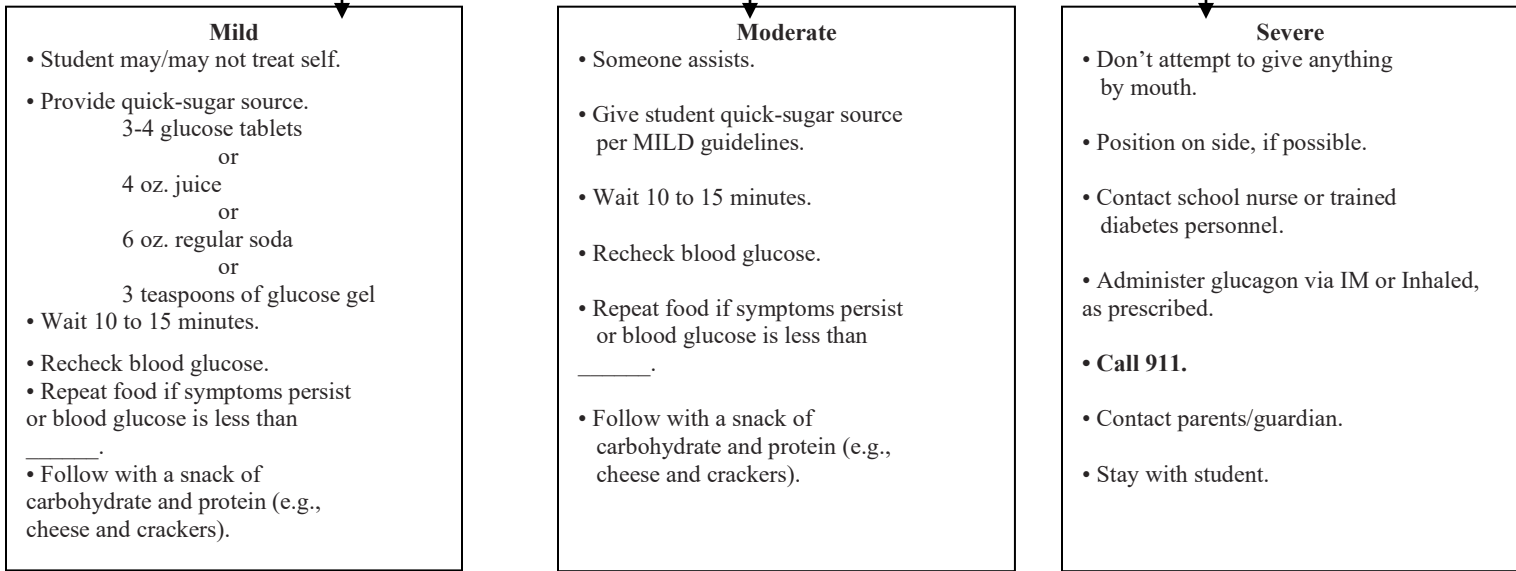 Mild
• Student may/may not treat self.
• Provide quick-sugar source.
3-4 glucose tablets
or
4 oz. juice
or
6 oz. regular soda
or
3 teaspoons of glucose gel
• Wait 10 to 15 minutes.
• Recheck blood glucose.
• Repeat food if symptoms persist
or blood glucose is less than
______.
• Follow with a snack of
carbohydrate and protein (e.g.,
cheese and crackers).
Moderate
• Someone assists.
• Give student quick-sugar source
per MILD guidelines.
• Wait 10 to 15 minutes.
• Recheck blood glucose.
• Repeat food if symptoms persist
or blood glucose is less than
______.
• Follow with a snack of
carbohydrate and protein (e.g.,
cheese and crackers).
Severe
• Don’t attempt to give anything
by mouth.
• Position on side, if possible.
• Contact school nurse or trained
diabetes personnel.
• Administer glucagon via IM or Inhaled,
as prescribed.
• Call 911.
• Contact parents/guardian.
• Stay with student.